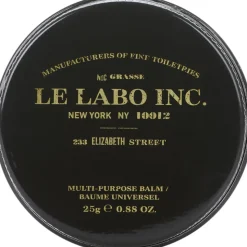 MANUFACTURERS OF FINE TOILETRIES
GRASSE
LE LABO INC.
NEW YORK NY 10012
233 ELIZABETH STREET
MULTI-PURPOSE BALM /
BAUME UNIVERSEL
25g ℮ 0.88 OZ.